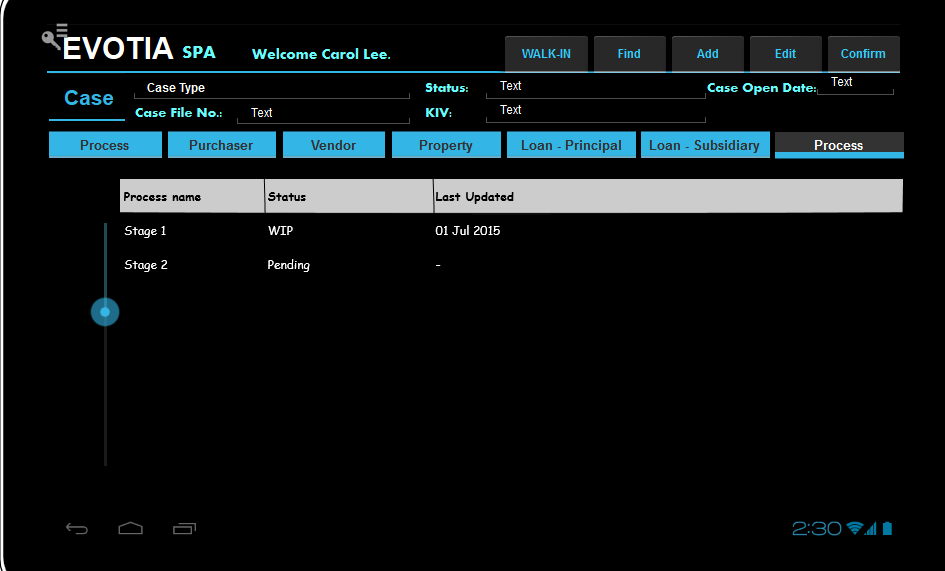 EVOTIA SPA Welcome Carol Lee. WALK-IN Find Add Edit Confirm
Case Case Type Status: Text Case Open Date: Text
Case File No.: Text KIV: Text
Process Purchaser Vendor Property Loan - Principal Loan - Subsidiary Process
Process name Status Last Updated
Stage 1 WIP 01 Jul 2015
Stage 2 Pending -
2:30